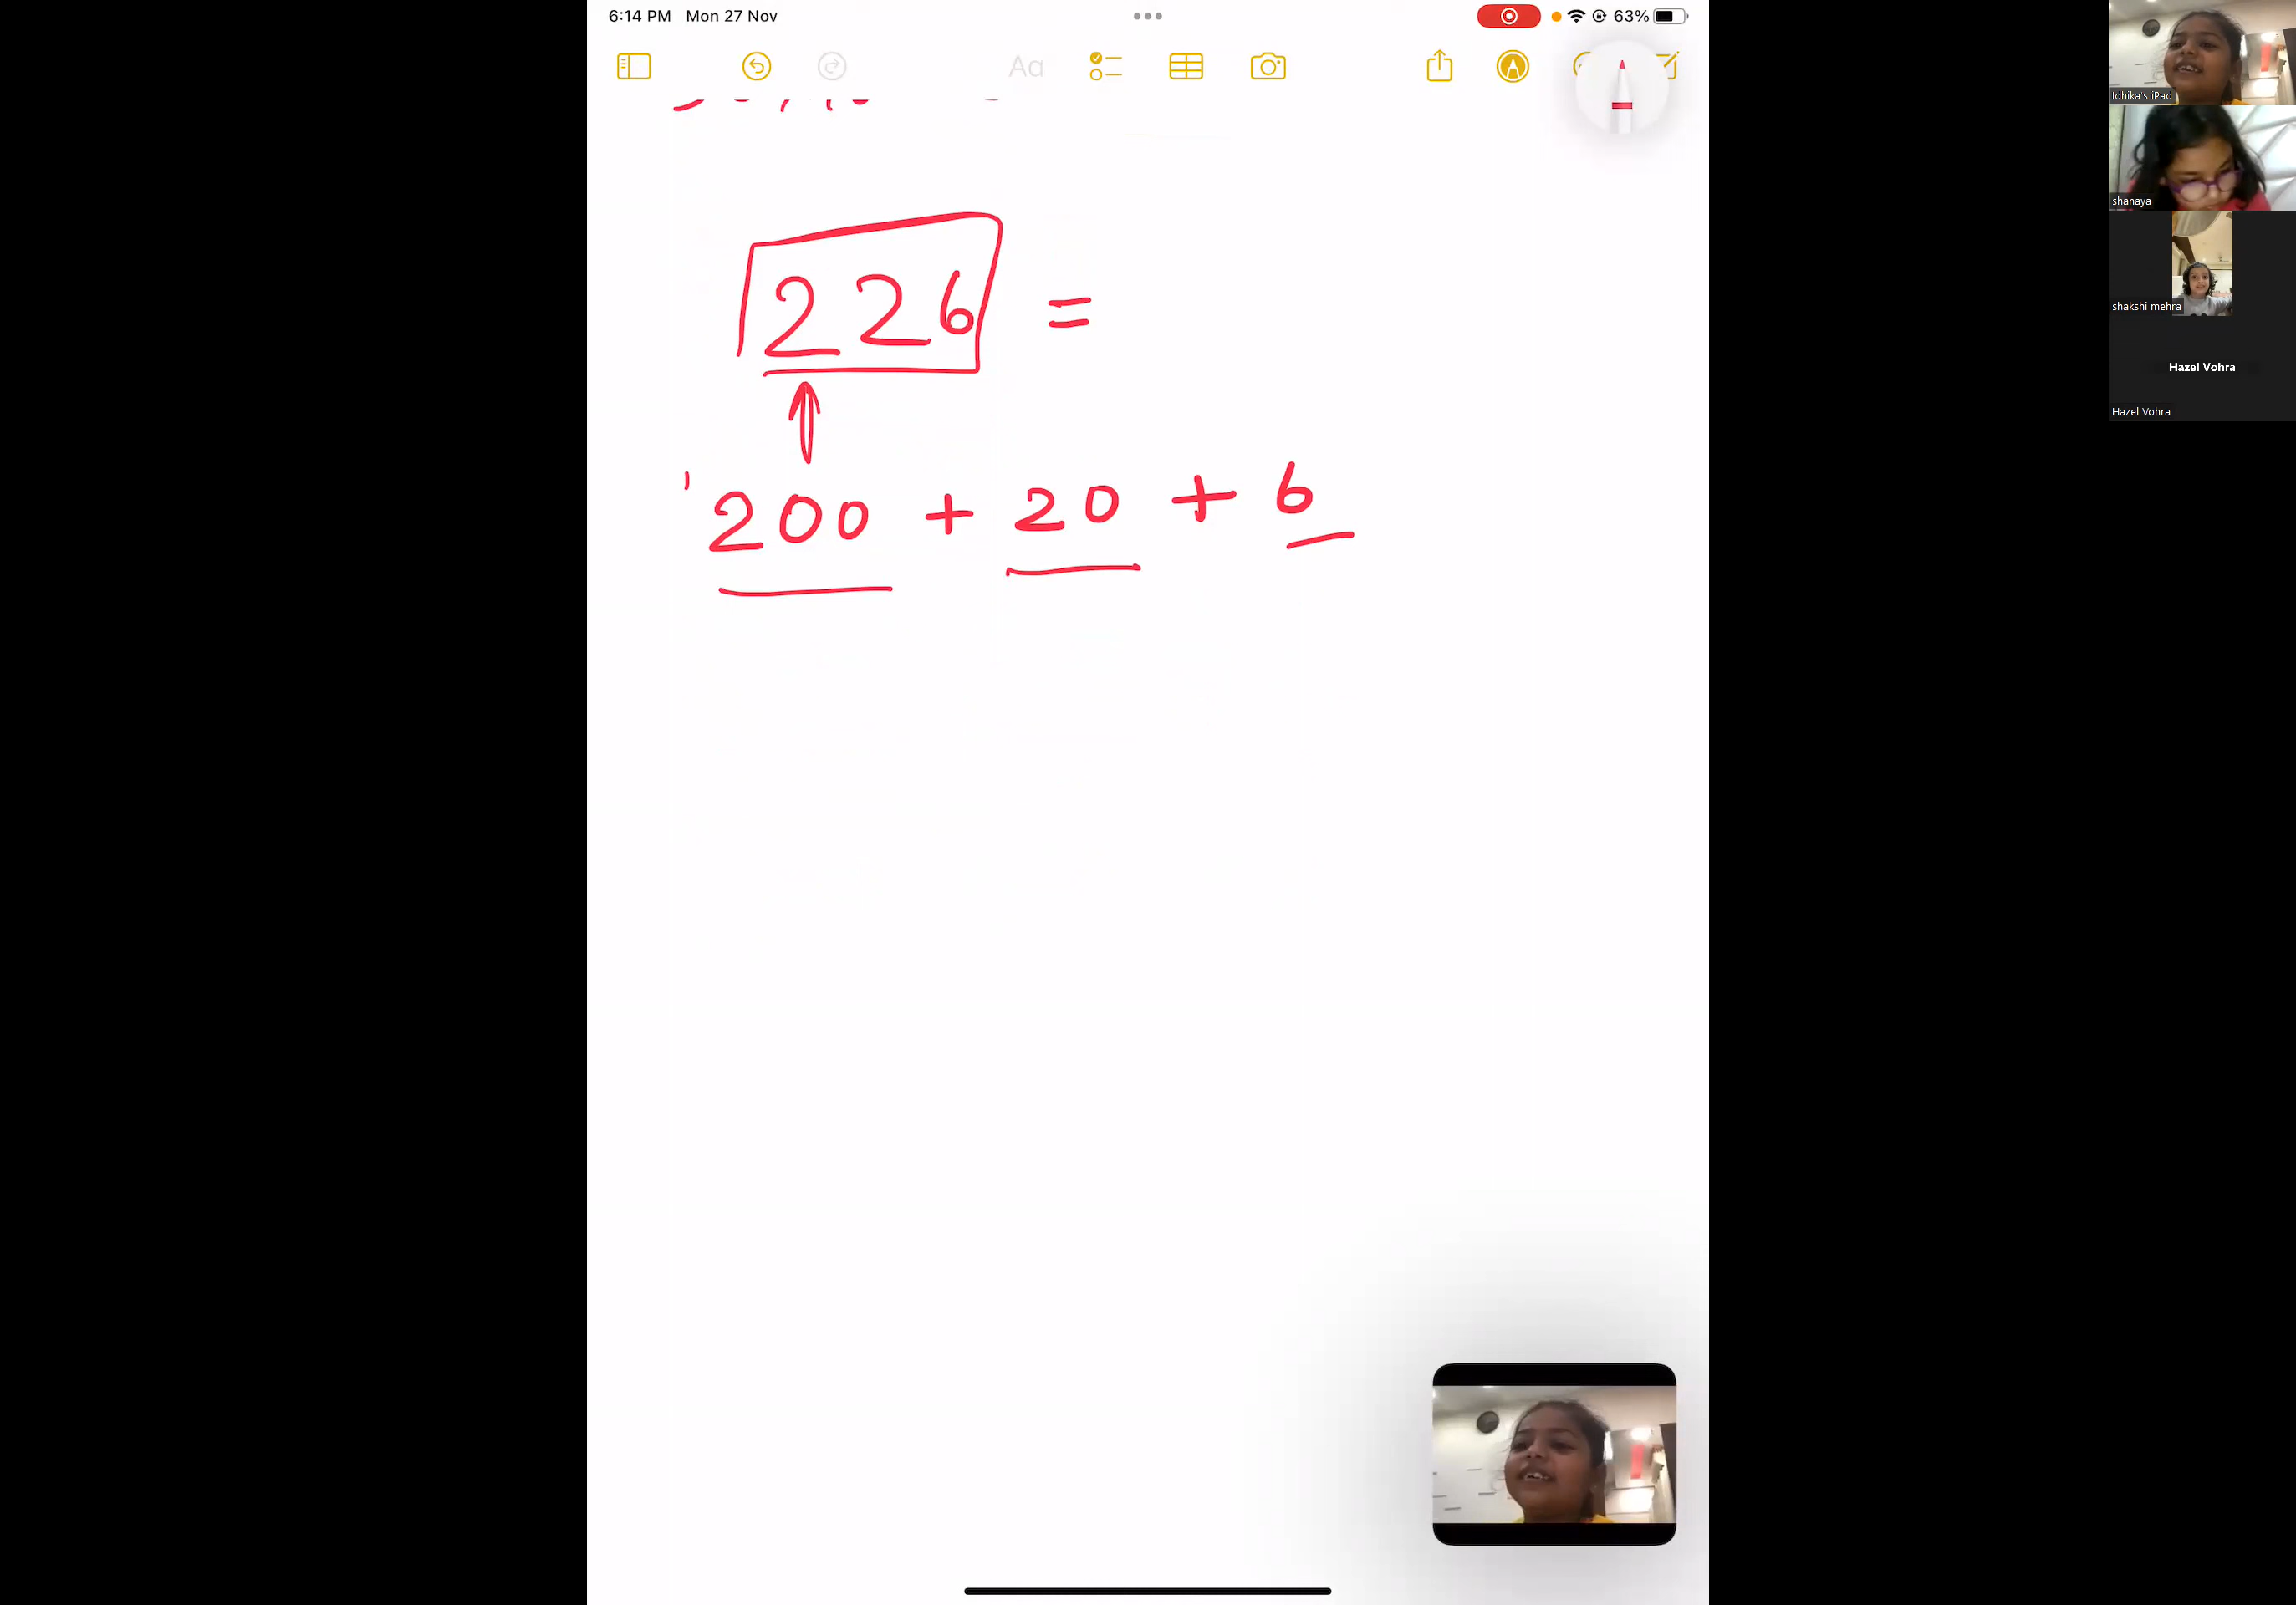 6:14 PM Mon 27 Nov
63%
Aa
226 =
200 + 20 + 6
Idhika's iPad
shanaya
shakshi mehra
Hazel Vohra
Hazel Vohra